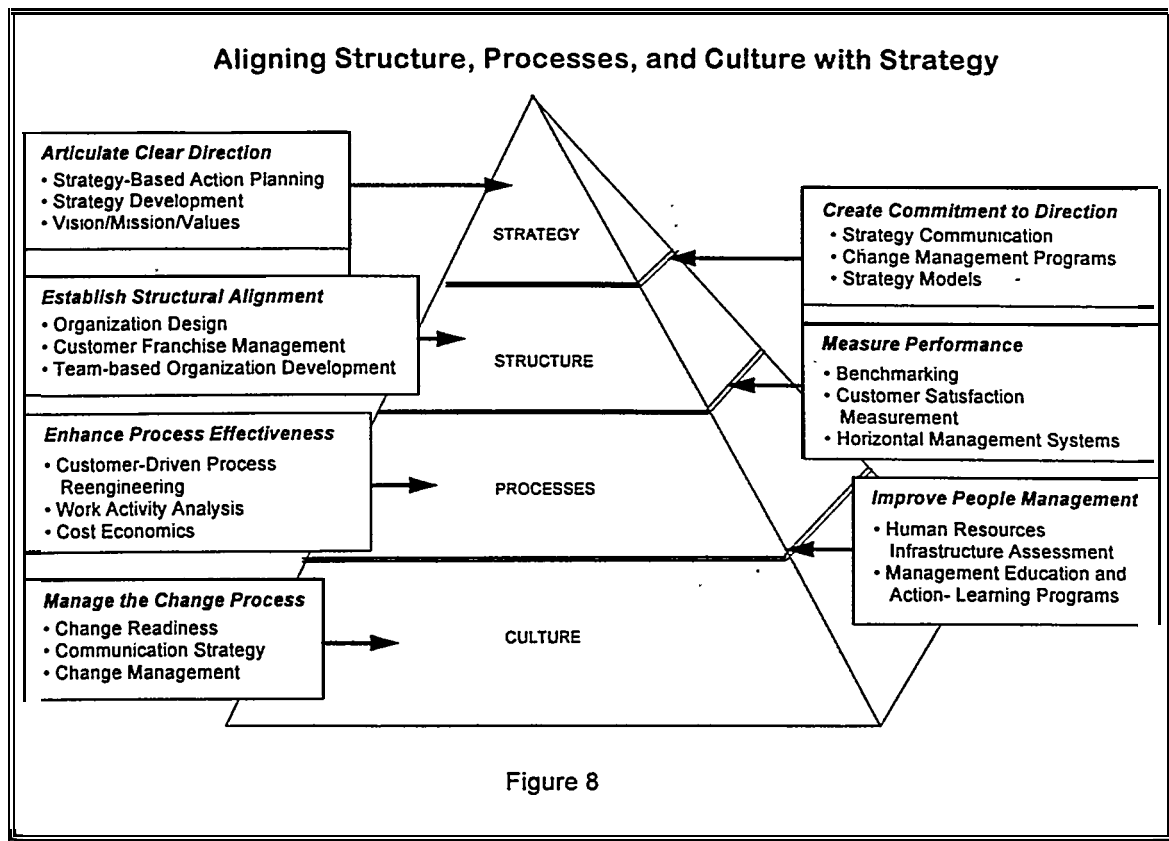 Aligning Structure, Processes, and Culture with Strategy
Articulate Clear Direction
• Strategy-Based Action Planning
• Strategy Development
• Vision/Mission/Values
STRATEGY
Create Commitment to Direction
• Strategy Communication
• Change Management Programs
• Strategy Models
Establish Structural Alignment
• Organization Design
• Customer Franchise Management
• Team-based Organization Development
STRUCTURE
Measure Performance
• Benchmarking
• Customer Satisfaction
Measurement
• Horizontal Management Systems
Enhance Process Effectiveness
• Customer-Driven Process
Reengineering
• Work Activity Analysis
• Cost Economics
PROCESSES
Improve People Management
• Human Resources
Infrastructure Assessment
• Management Education and
Action- Learning Programs
Manage the Change Process
• Change Readiness
• Communication Strategy
• Change Management
CULTURE
Figure 8